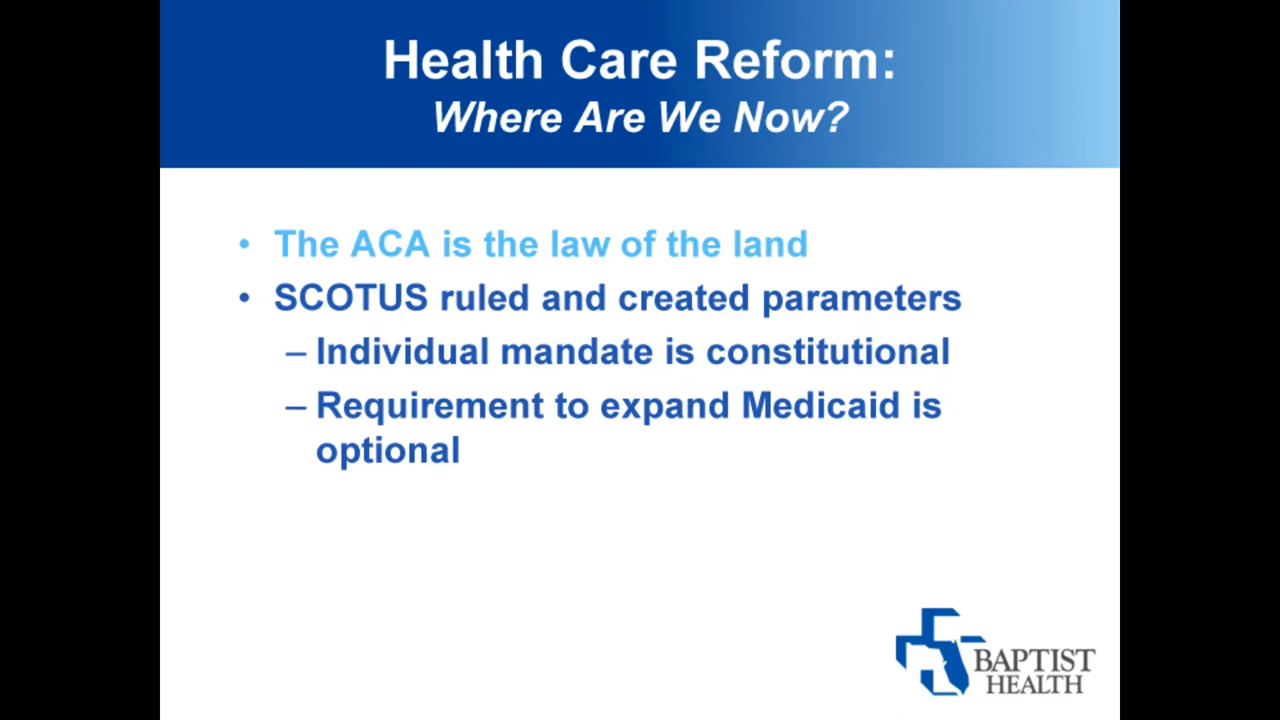 Health Care Reform:
Where Are We Now?
• The ACA is the law of the land
• SCOTUS ruled and created parameters
– Individual mandate is constitutional
– Requirement to expand Medicaid is
optional
BAPTIST
HEALTH